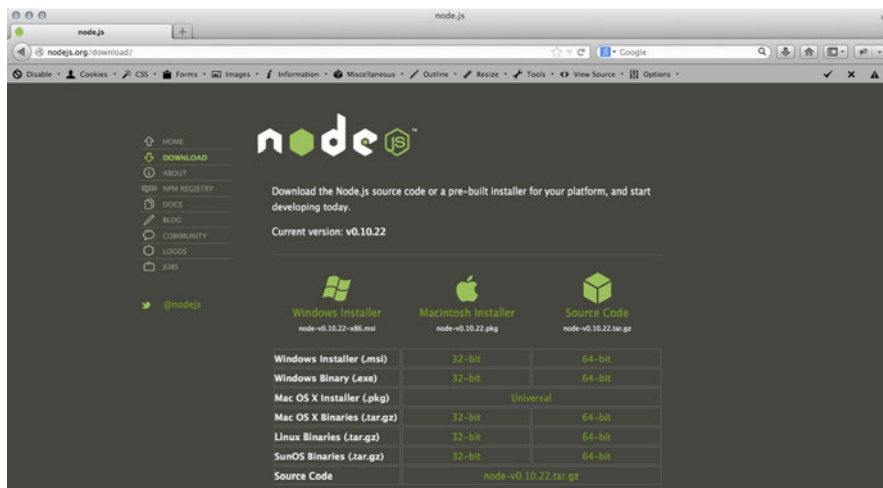 node.js
node.js
nodejs.org/download/
Google
Disable Cookies CSS Forms Images Information Miscellaneous Outline Resize Tools View Source Options
HOME
DOWNLOAD
ABOUT
NPM REGISTRY
DOCS
BLOG
COMMUNITY
LOGOS
JOBS
@nodejs
node JS ™
Download the Node.js source code or a pre-built installer for your platform, and start
developing today.
Current version: v0.10.22
Windows Installer
node-v0.10.22-x86.msi
Macintosh Installer
node-v0.10.22.pkg
Source Code
node-v0.10.22.tar.gz
Windows Installer (.msi) 32-bit 64-bit
Windows Binary (.exe) 32-bit 64-bit
Mac OS X Installer (.pkg) Universal
Mac OS X Binaries (.tar.gz) 32-bit 64-bit
Linux Binaries (.tar.gz) 32-bit 64-bit
SunOS Binaries (.tar.gz) 32-bit 64-bit
Source Code node-v0.10.22.tar.gz